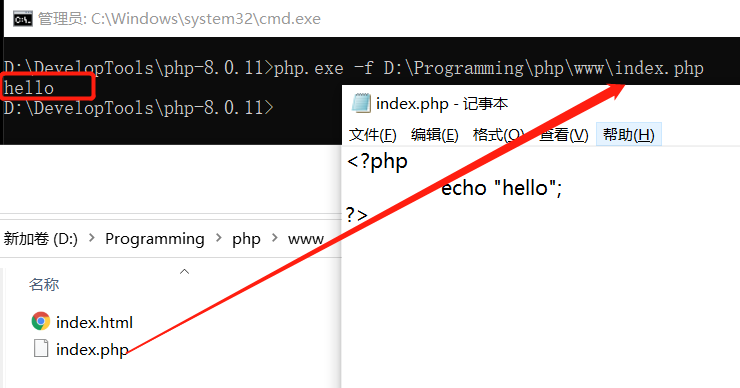 管理员: C:\Windows\system32\cmd.exe
D:\DevelopTools\php-8.0.11>php.exe -f D:\Programming\php\www\index.php
hello
D:\DevelopTools\php-8.0.11>
index.php - 记事本
文件(F) 编辑(E) 格式(O) 查看(V) 帮助(H)
<?php
echo "hello";
?>
新加卷 (D:) > Programming > php > www
名称
index.html
index.php